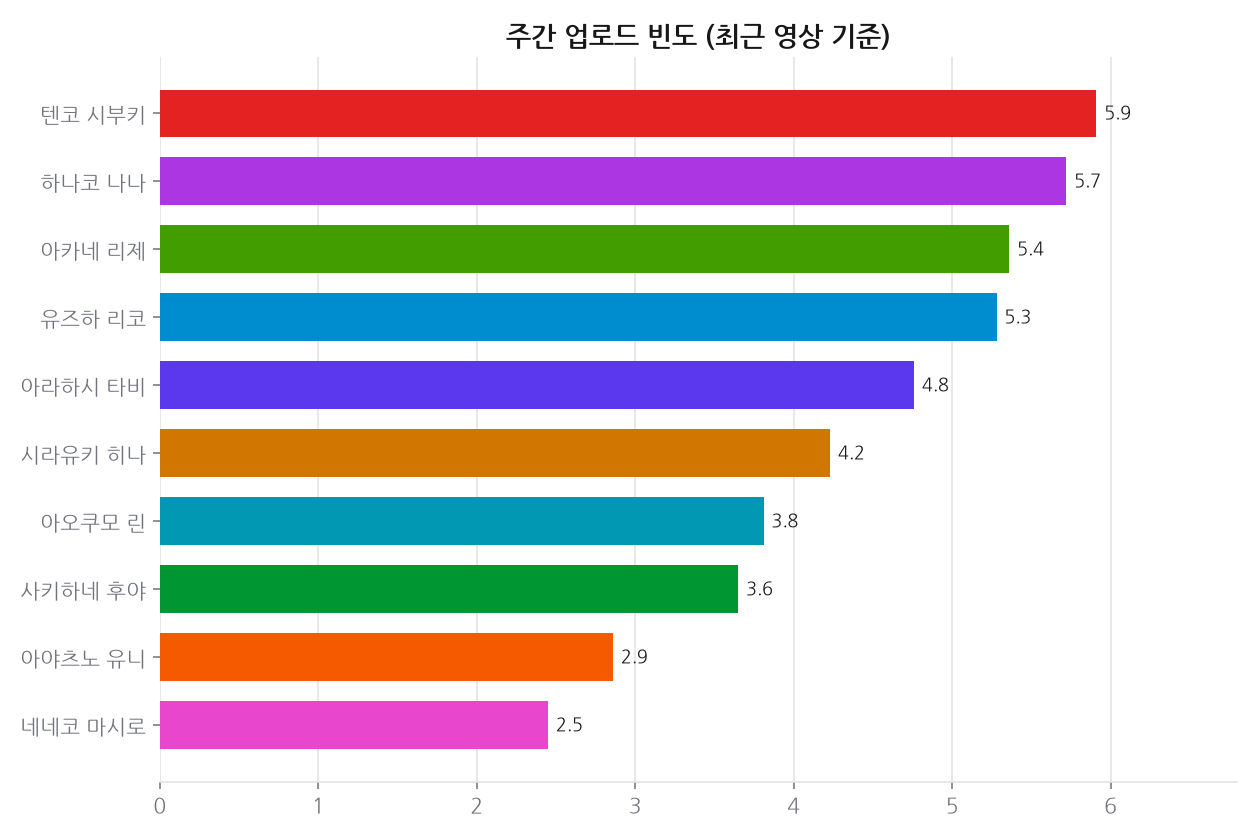 주간 업로드 빈도 (최근 영상 기준)
텐코 시부키 5.9
하나코 나나 5.7
아카네 리제 5.4
유즈하 리코 5.3
아라하시 타비 4.8
시라유키 히나 4.2
아오쿠모 린 3.8
사키하네 후야 3.6
아야츠노 유니 2.9
네네코 마시로 2.5
0 1 2 3 4 5 6